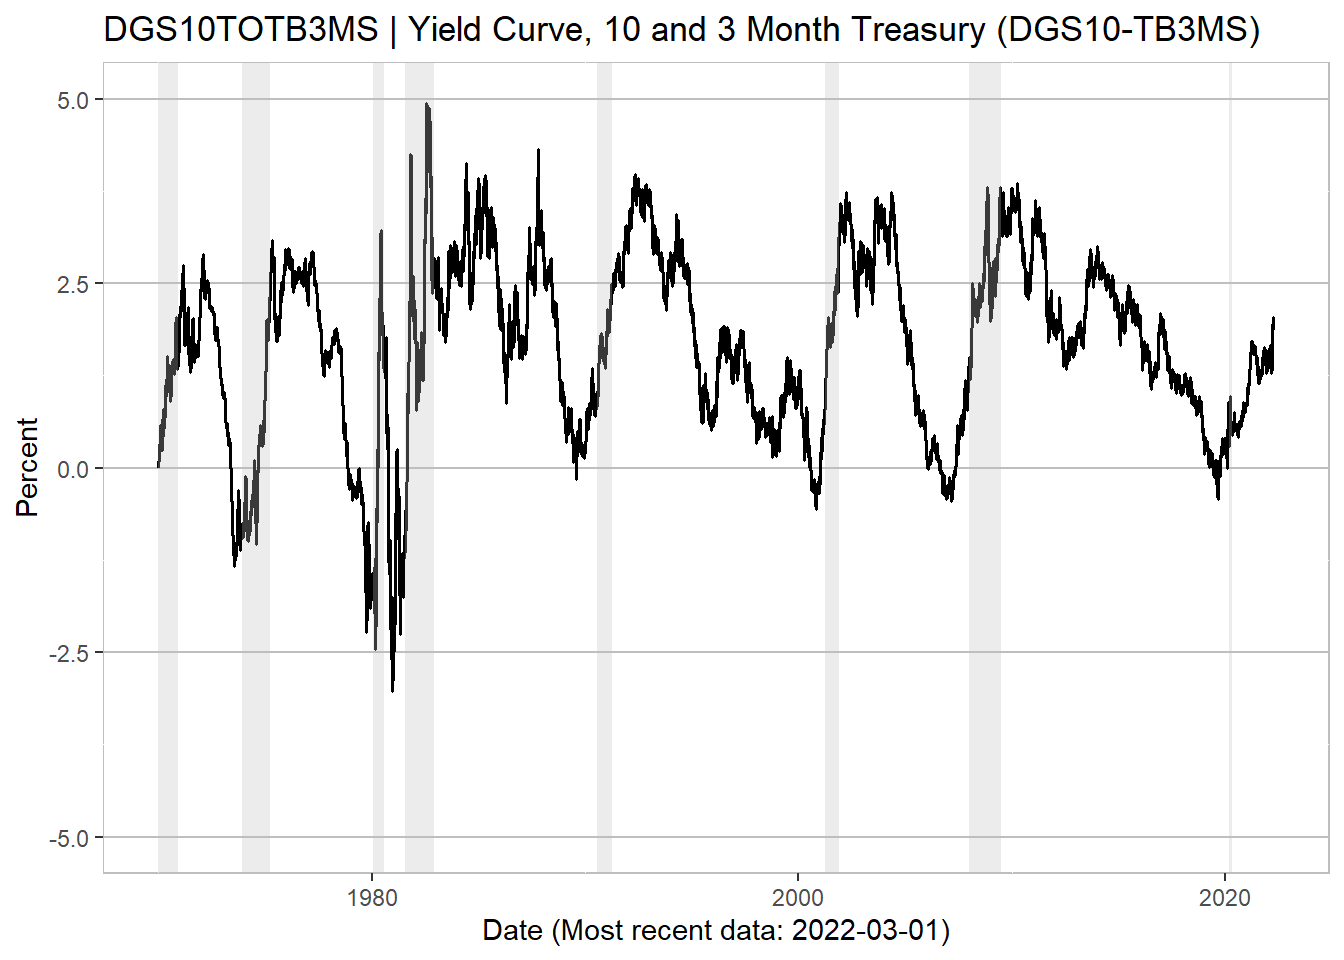 DGS10TOTB3MS | Yield Curve, 10 and 3 Month Treasury (DGS10-TB3MS)
Percent
5.0
2.5
0.0
-2.5
-5.0
1980
2000
2020
Date (Most recent data: 2022-03-01)